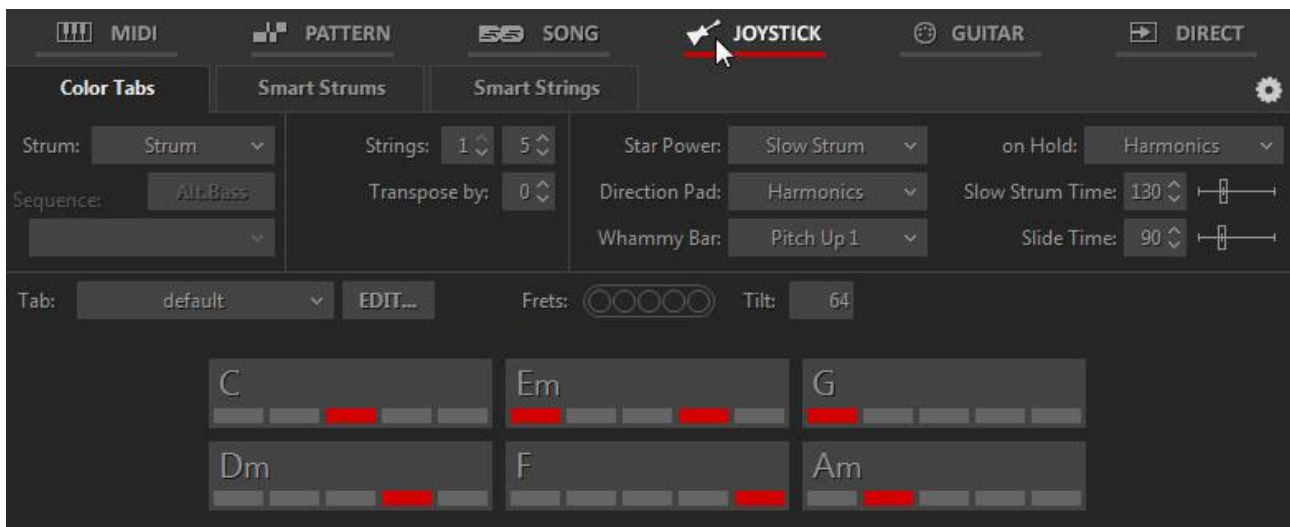 MIDI PATTERN SONG JOYSTICK GUITAR DIRECT
Color Tabs Smart Strums Smart Strings
Strum: Strum Strings: 1 5 Star Power: Slow Strum on Hold: Harmonics
Sequence: Alt.Bass Transpose by: 0 Direction Pad: Harmonics Slow Strum Time: 130
Whammy Bar: Pitch Up 1 Slide Time: 90
Tab: default EDIT... Frets: Tilt: 64
C Em G
Dm F Am